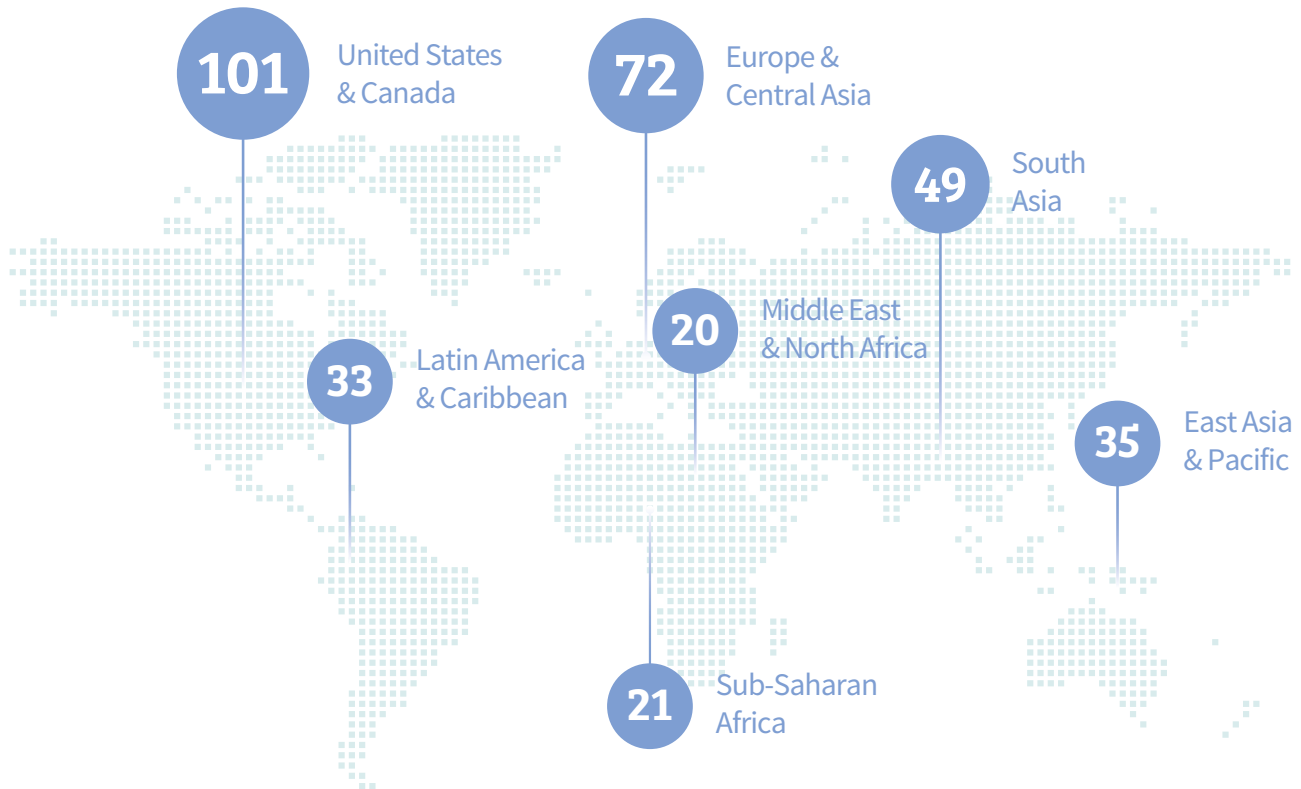 101
United States
& Canada
72
Europe &
Central Asia
49
South
Asia
20
Middle East
& North Africa
33
Latin America
& Caribbean
35
East Asia
& Pacific
21
Sub-Saharan
Africa